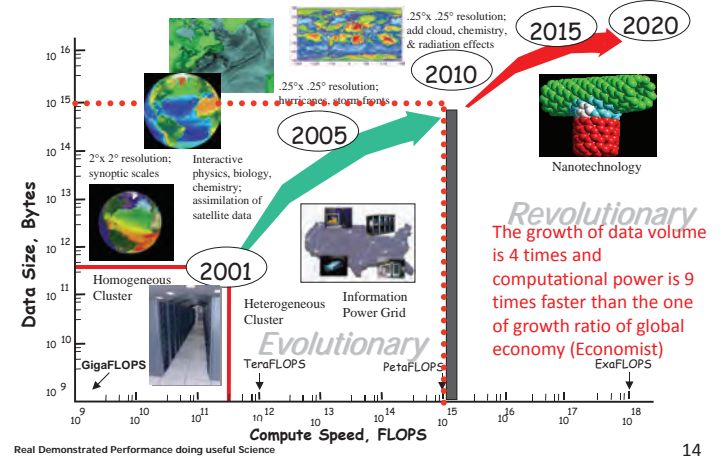 .25°x .25° resolution;
add cloud, chemistry,
& radiation effects;
2015
2020
2010
.25°x .25° resolution;
hurricanes, storm fronts
2005
2°x 2° resolution;
synoptic scales
Interactive
physics, biology,
chemistry;
assimilation of
satellite data
Nanotechnology
Revolutionary
The growth of data volume
is 4 times and
computational power is 9
times faster than the one
of growth ratio of global
economy (Economist)
2001
Homogeneous
Cluster
Heterogeneous
Cluster
Information
Power Grid
Evolutionary
GigaFLOPS
TeraFLOPS
PetaFLOPS
ExaFLOPS
Data Size, Bytes
10 16
10 15
10 14
10 13
10 12
10 11
10 10
10 9
10 9
10 10
10 11
10 12
10 13
10 14
10 15
10 16
10 17
10 18
Compute Speed, FLOPS
Real Demonstrated Performance doing useful Science
14